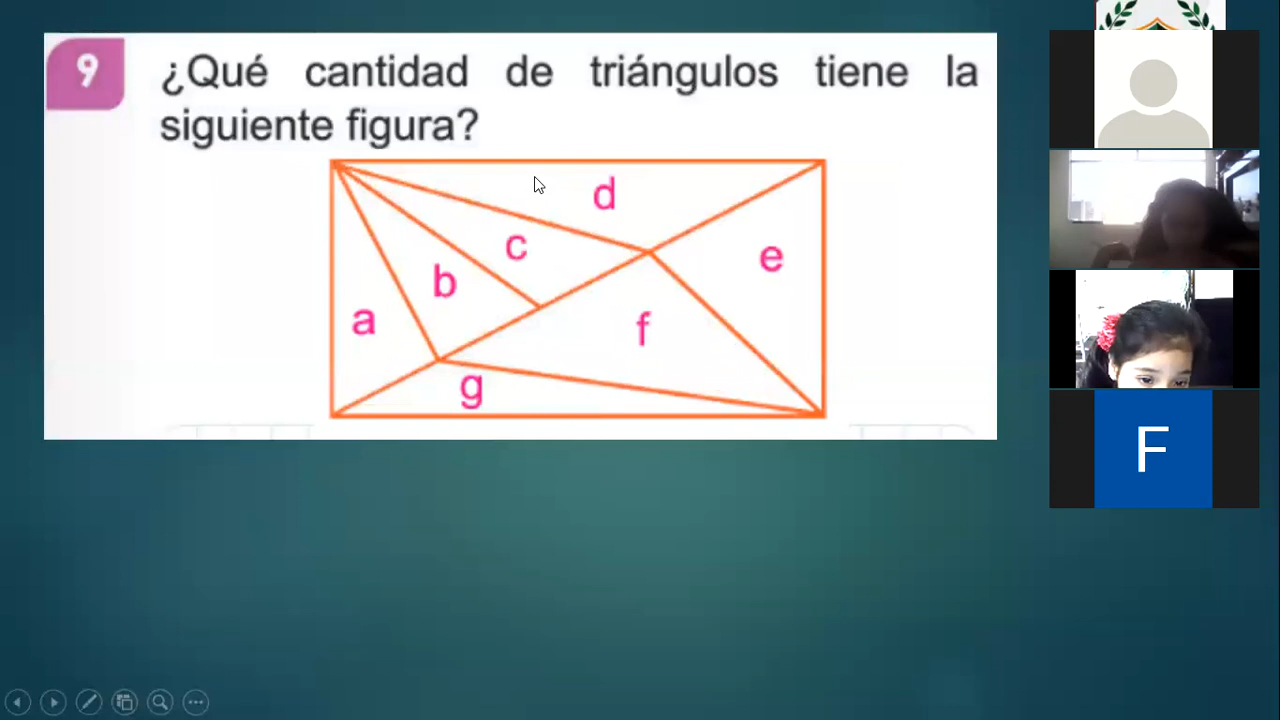 9
¿Qué cantidad de triángulos tiene la
siguiente figura?
d
c
e
b
a
f
g
F